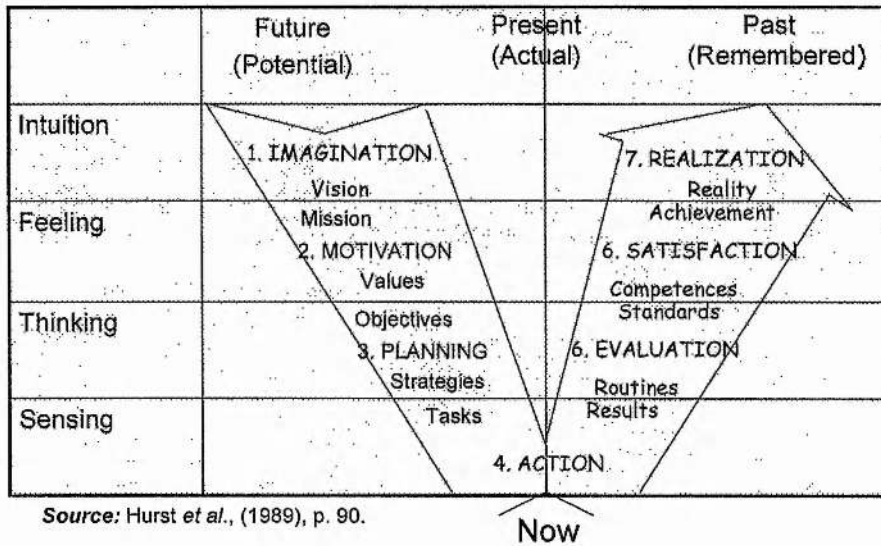 Future
(Potential)
Present
(Actual)
Past
(Remembered)
Intuition
1. IMAGINATION
Vision
7. REALIZATION
Reality
Feeling
Mission
2. MOTIVATION
Values
Achievement
6. SATISFACTION
Competences
Thinking
Objectives
3. PLANNING
Strategies
Standards
6. EVALUATION
Routines
Sensing
Tasks
Results
4. ACTION
Source: Hurst et al., (1989), p. 90.
Now